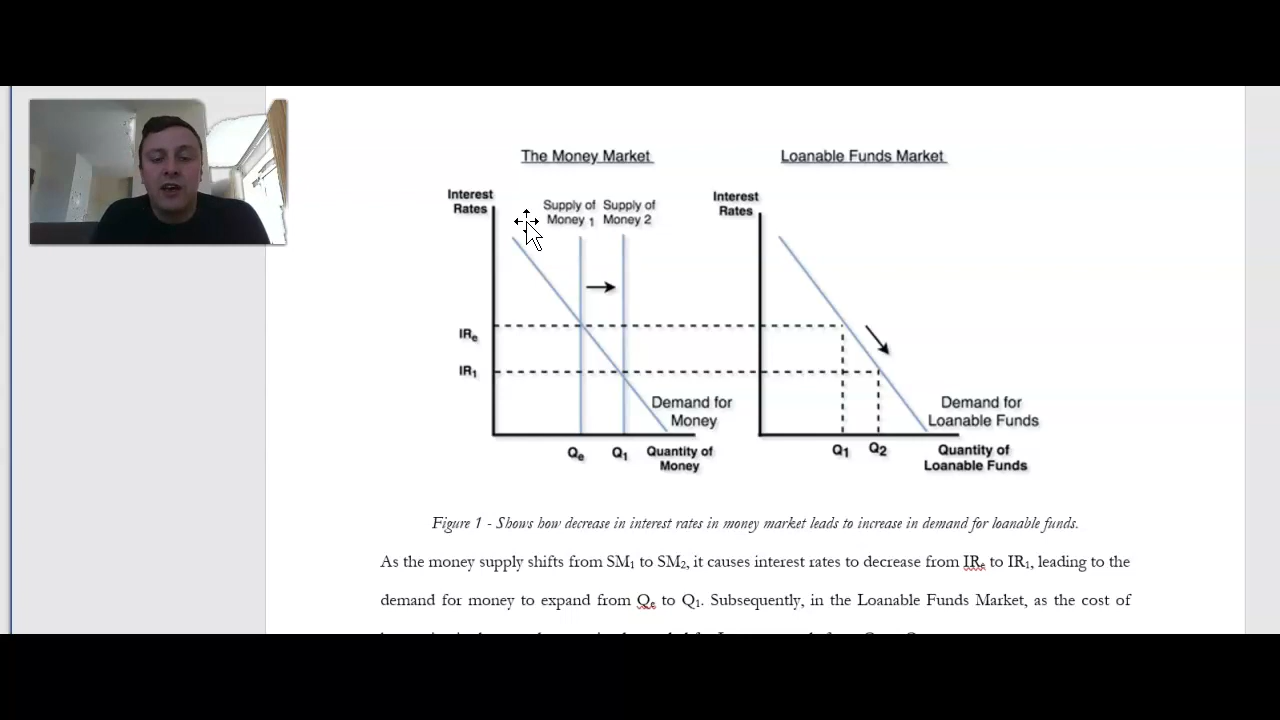 The Money Market
Loanable Funds Market
Interest
Rates
Supply of
Money 1
Supply of
Money 2
IRe
IR1
Demand for
Money
Qe
Q1
Quantity of
Money
Interest
Rates
Demand for
Loanable Funds
Q1
Q2
Quantity of
Loanable Funds
Figure 1 - Shows how decrease in interest rates in money market leads to increase in demand for loanable funds.
As the money supply shifts from SM1 to SM2, it causes interest rates to decrease from IRe to IR1, leading to the
demand for money to expand from Qe to Q1. Subsequently, in the Loanable Funds Market, as the cost of